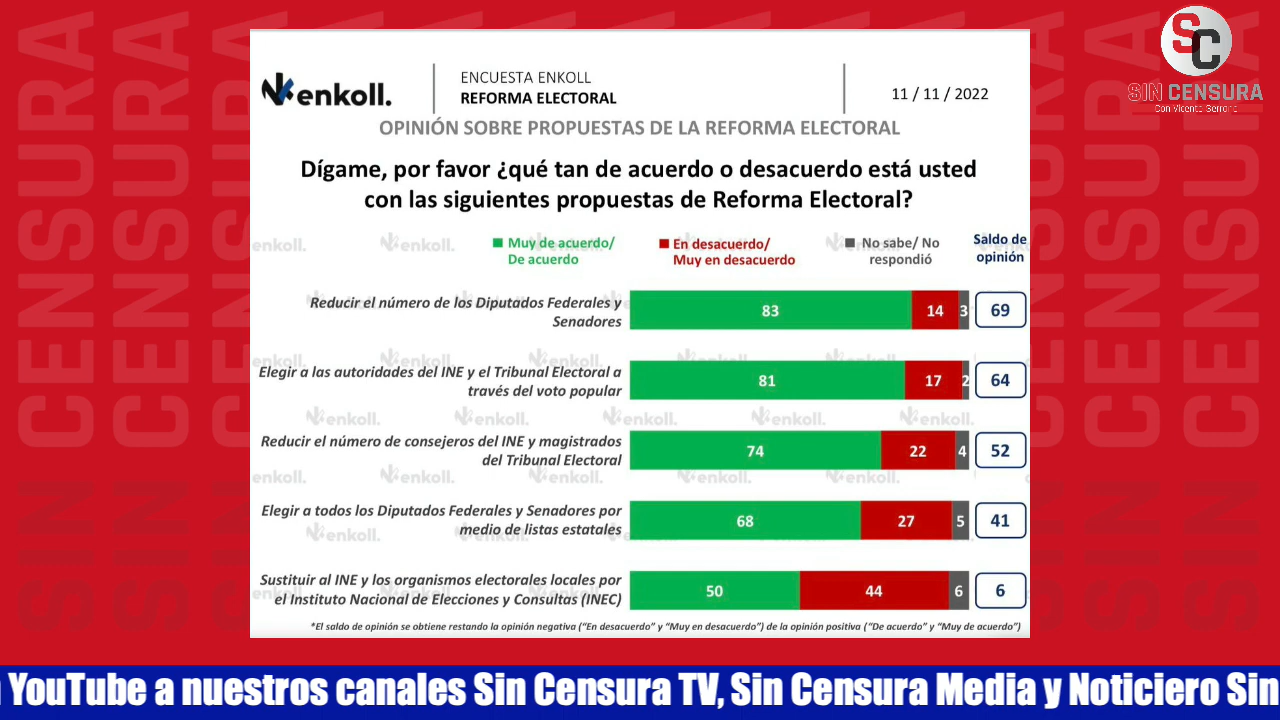 SC
SIN CENSURA
Con Vicente Serrano
enkoll.
ENCUESTA ENKOLL
REFORMA ELECTORAL
11 / 11 / 2022
OPINIÓN SOBRE PROPUESTAS DE LA REFORMA ELECTORAL
Dígame, por favor ¿qué tan de acuerdo o desacuerdo está usted
con las siguientes propuestas de Reforma Electoral?
Muy de acuerdo/
De acuerdo
En desacuerdo/
Muy en desacuerdo
No sabe/ No
respondió
Saldo de
opinión
Reducir el número de los Diputados Federales y
Senadores
83 14 3 69
Elegir a las autoridades del INE y el Tribunal Electoral a
través del voto popular
81 17 2 64
Reducir el número de consejeros del INE y magistrados
del Tribunal Electoral
74 22 4 52
Elegir a todos los Diputados Federales y Senadores por
medio de listas estatales
68 27 5 41
Sustituir al INE y los organismos electorales locales por
el Instituto Nacional de Elecciones y Consultas (INEC)
50 44 6 6
*El saldo de opinión se obtiene restando la opinión negativa ("En desacuerdo" y "Muy en desacuerdo") de la opinión positiva ("De acuerdo" y "Muy de acuerdo")
YouTube a nuestros canales Sin Censura TV, Sin Censura Media y Noticiero Sin